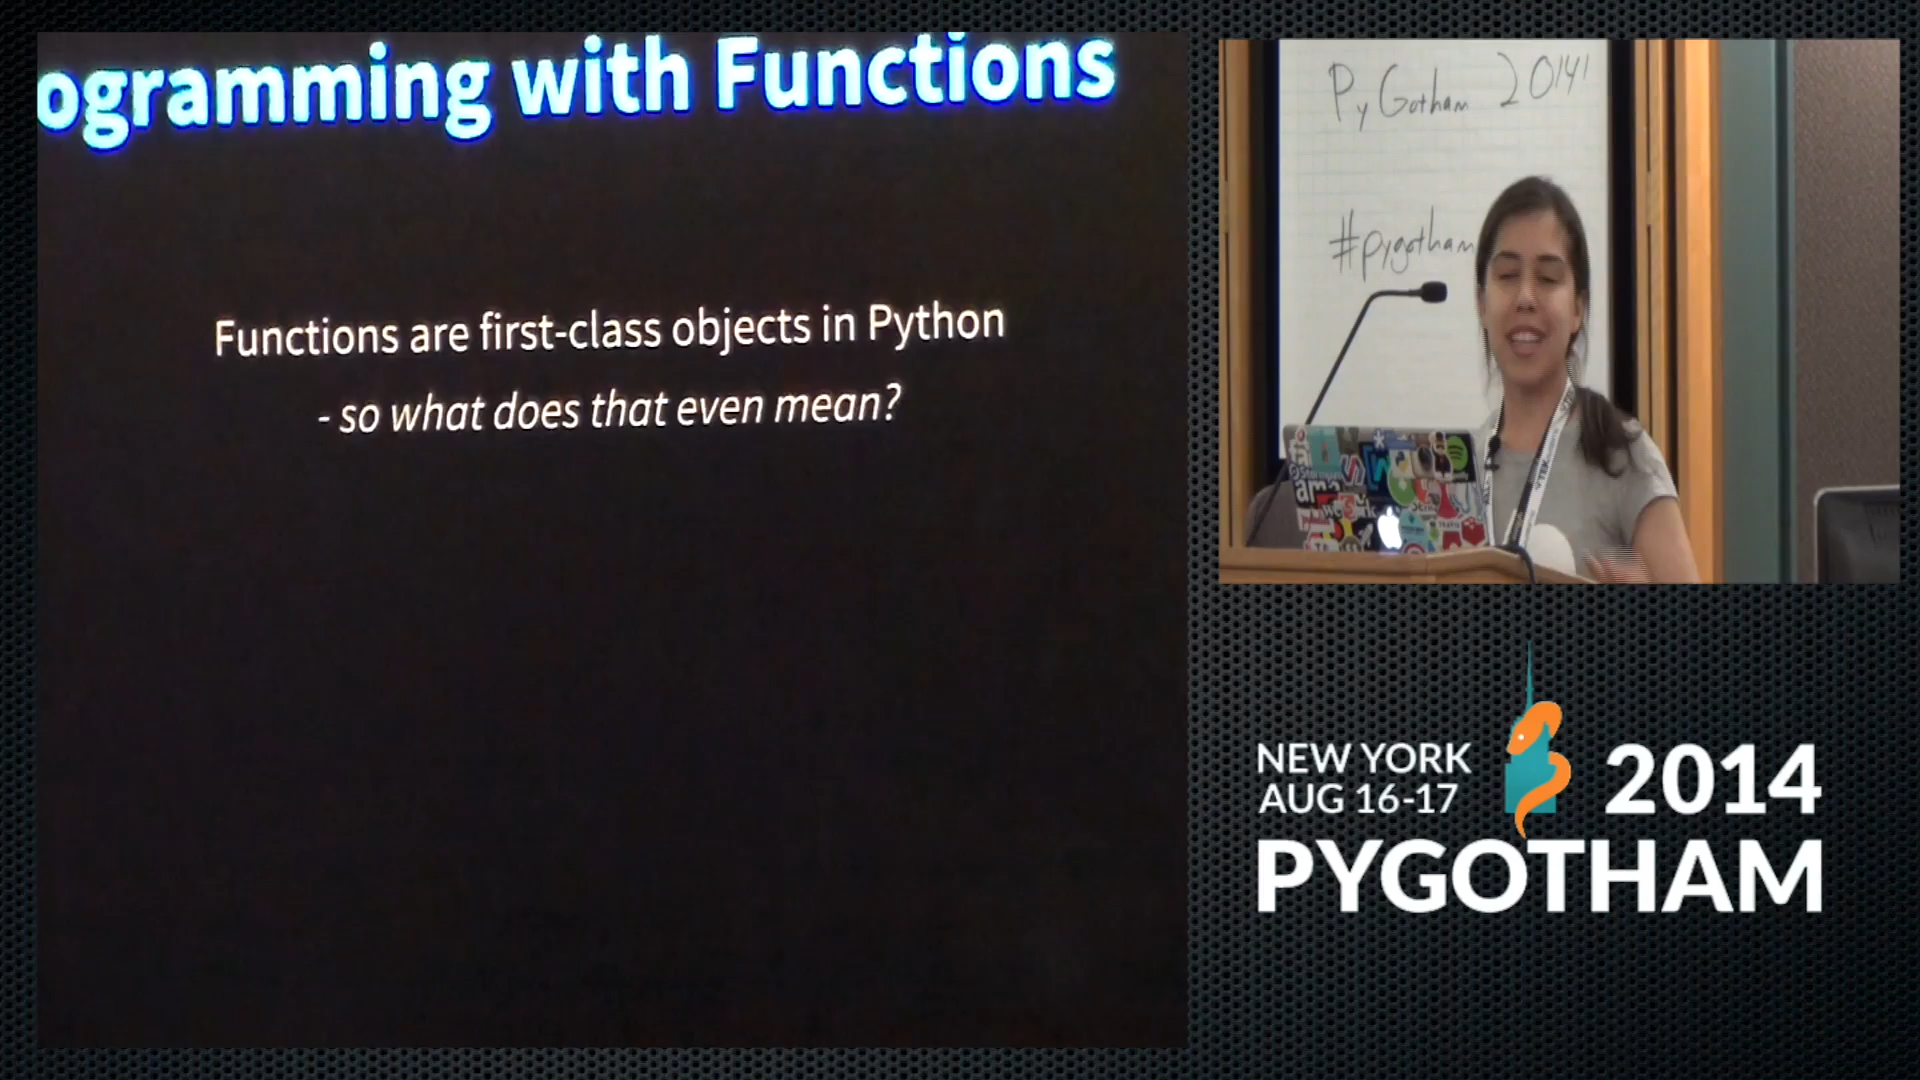 ogramming with Functions
Functions are first-class objects in Python
- so what does that even mean?
PyGotham 2014!
#pygotham
NEW YORK
AUG 16-17
2014
PYGOTHAM